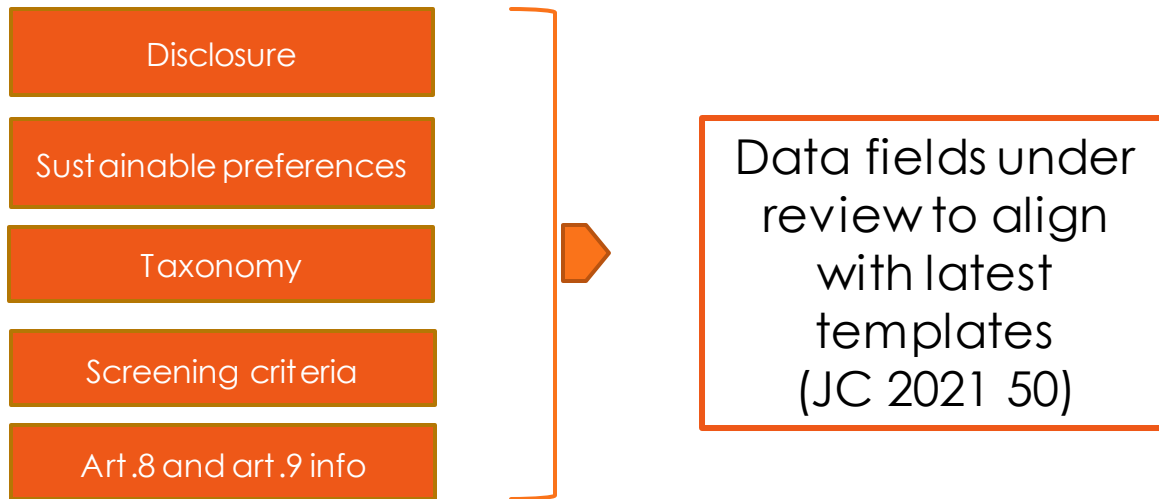 Disclosure
Sustainable preferences
Taxonomy
Screening criteria
Art.8 and art.9 info
Data fields under
review to align
with latest
templates
(JC 2021 50)